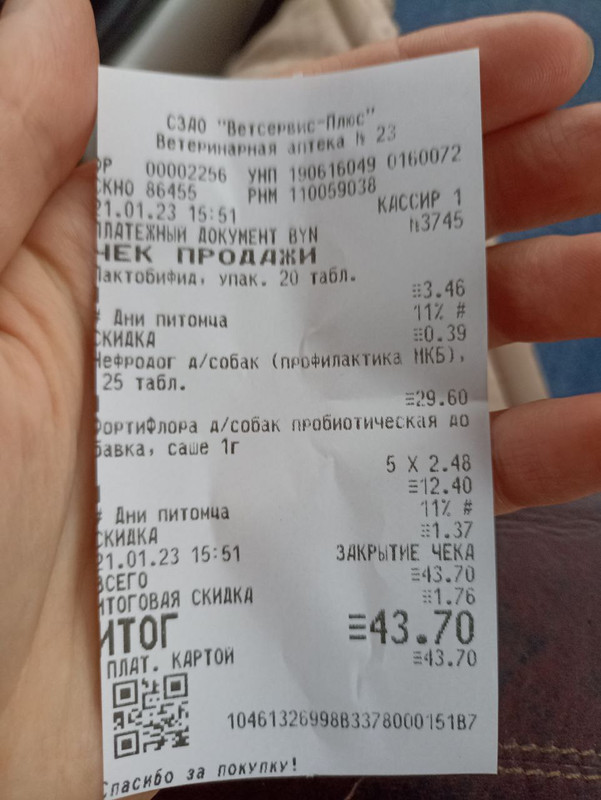 СЗАО "Ветсервис-Плюс"
Ветеринарная аптека № 23
ФР 00002256 УНП 190616049 0160072
СКНО 86455 РНМ 110059038
21.01.23 15:51 КАССИР 1
ПЛАТЕЖНЫЙ ДОКУМЕНТ BYN №3745
ЧЕК ПРОДАЖИ
Лактобифид, упак. 20 табл.
≡3.46
# Дни питомца 11% #
СКИДКА ≡0.39
Нефродог д/собак (профилактика МКБ),
25 табл.
≡29.60
ФортиФлора д/собак пробиотическая до
бавка, саше 1г
5 X 2.48
≡12.40
# Дни питомца 11% #
СКИДКА ≡1.37
21.01.23 15:51 ЗАКРЫТИЕ ЧЕКА
ВСЕГО ≡43.70
ИТОГОВАЯ СКИДКА ≡1.76
ИТОГ ≡43.70
ПЛАТ. КАРТОЙ ≡43.70
10461326998B3378000151B7
Спасибо за покупку!